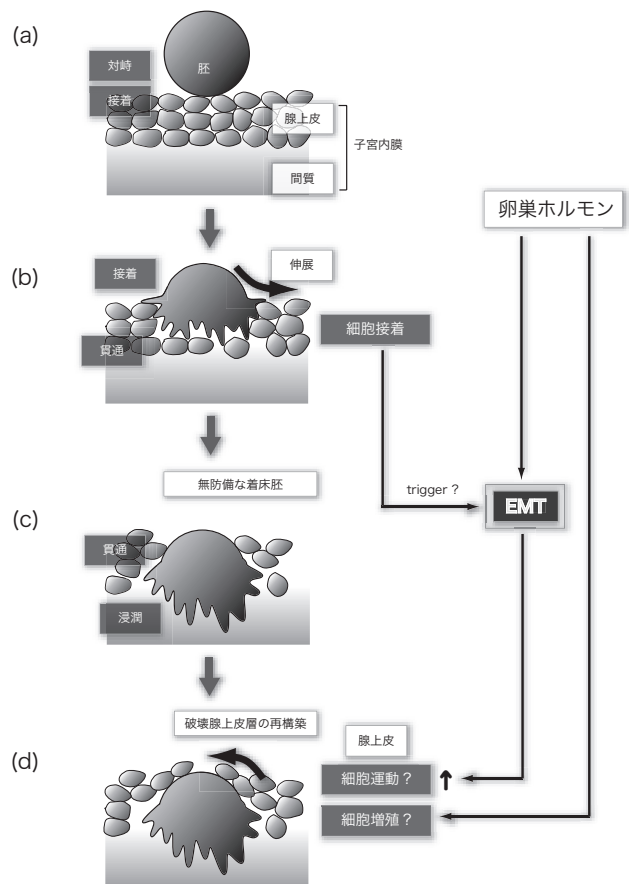 (a)
対峙
胚
接着
腺上皮
子宮内膜
間質
卵巣ホルモン
(b)
接着
伸展
細胞接着
貫通
無防備な着床胚
trigger ?
EMT
(c)
貫通
浸潤
破壊腺上皮層の再構築
腺上皮
(d)
細胞運動 ?
細胞増殖 ?